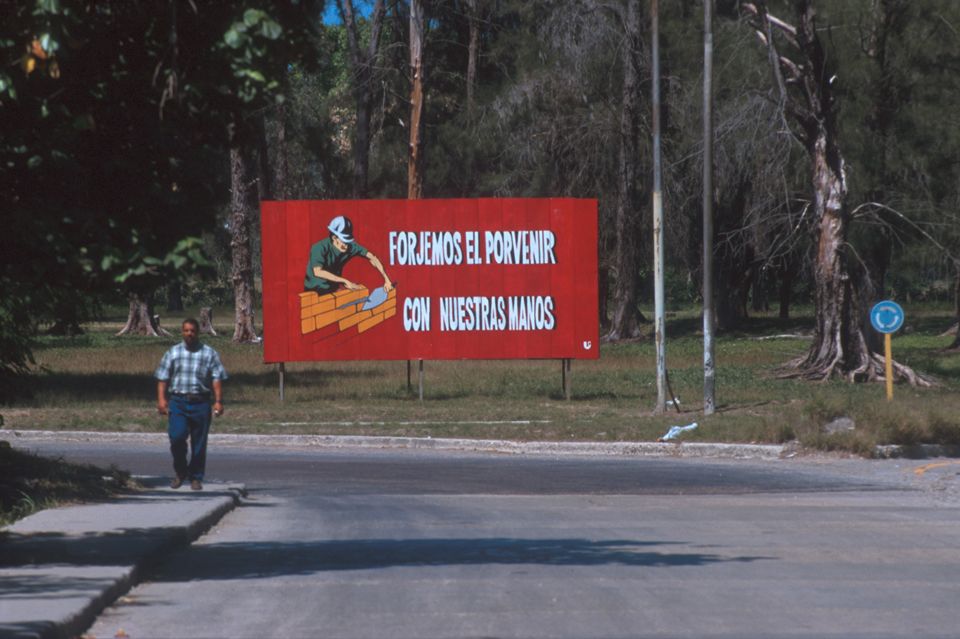 FORJEMOS EL PORVENIR
CON NUESTRAS MANOS